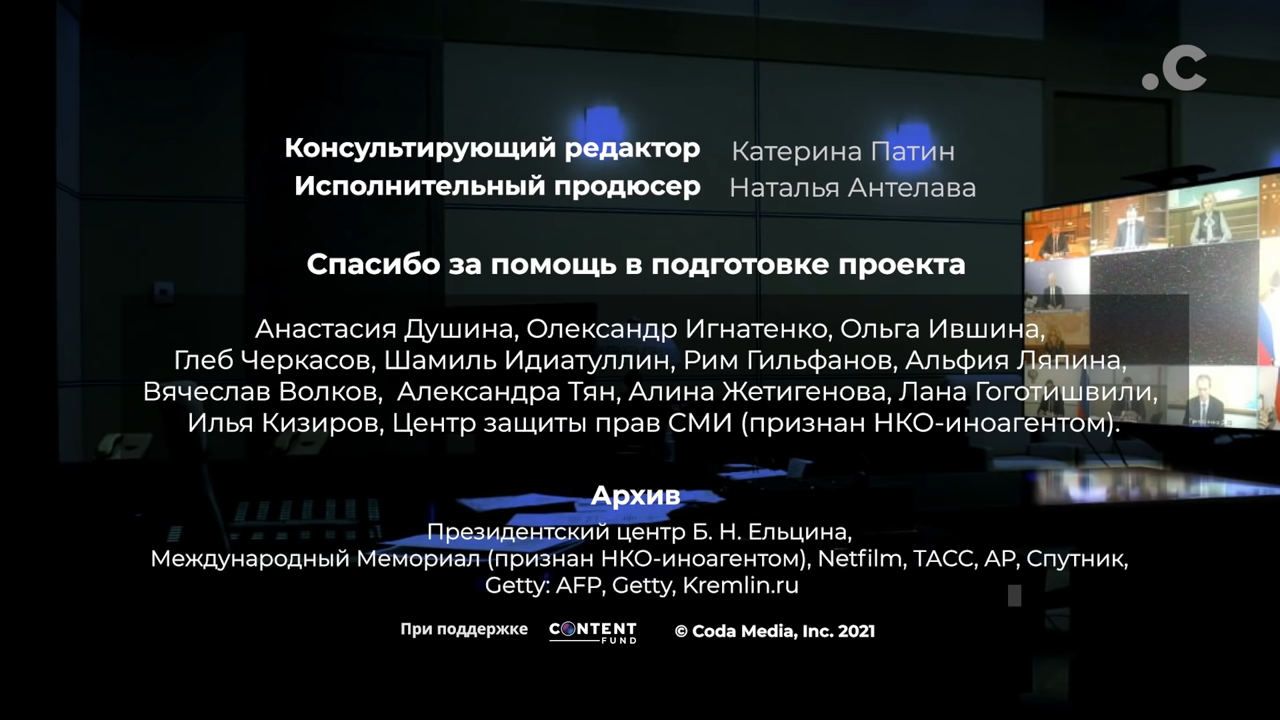 .C
Консультирующий редактор Катерина Патин
Исполнительный продюсер Наталья Антелава
Спасибо за помощь в подготовке проекта
Анастасия Душина, Олександр Игнатенко, Ольга Ившина,
Глеб Черкасов, Шамиль Идиатуллин, Рим Гильфанов, Альфия Ляпина,
Вячеслав Волков, Александра Тян, Алина Жетигенова, Лана Гоготишвили,
Илья Кизиров, Центр защиты прав СМИ (признан НКО-иноагентом).
Архив
Президентский центр Б. Н. Ельцина,
Международный Мемориал (признан НКО-иноагентом), Netfilm, ТАСС, AP, Спутник,
Getty: AFP, Getty, Kremlin.ru
При поддержке CONTENT FUND © Coda Media, Inc. 2021